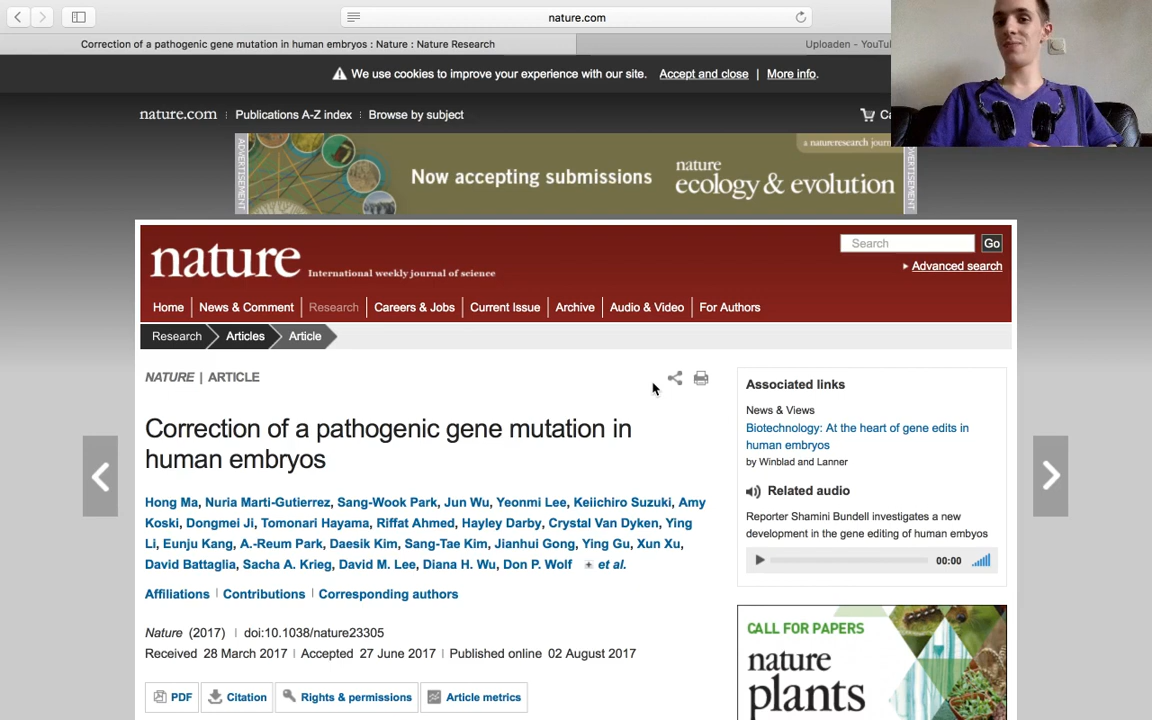 nature.com
Correction of a pathogenic gene mutation in human embryos : Nature : Nature Research
Uploaden - YouTu
We use cookies to improve your experience with our site. Accept and close | More info.
nature.com Publications A-Z index Browse by subject
Ca
ADVERTISEMENT
a natureresearch journ
Now accepting submissions
nature
ecology & evolution
ADVERTISEMENT
nature International weekly journal of science
Search Go
Advanced search
Home News & Comment Research Careers & Jobs Current Issue Archive Audio & Video For Authors
Research Articles Article
NATURE | ARTICLE
Correction of a pathogenic gene mutation in
human embryos
Hong Ma, Nuria Marti-Gutierrez, Sang-Wook Park, Jun Wu, Yeonmi Lee, Keiichiro Suzuki, Amy
Koski, Dongmei Ji, Tomonari Hayama, Riffat Ahmed, Hayley Darby, Crystal Van Dyken, Ying
Li, Eunju Kang, A.-Reum Park, Daesik Kim, Sang-Tae Kim, Jianhui Gong, Ying Gu, Xun Xu,
David Battaglia, Sacha A. Krieg, David M. Lee, Diana H. Wu, Don P. Wolf + et al.
Affiliations | Contributions | Corresponding authors
Nature (2017) | doi:10.1038/nature23305
Received 28 March 2017 | Accepted 27 June 2017 | Published online 02 August 2017
PDF Citation Rights & permissions Article metrics
Associated links
News & Views
Biotechnology: At the heart of gene edits in
human embryos
by Winblad and Lanner
Related audio
Reporter Shamini Bundell investigates a new
development in the gene editing of human embyos
00:00
CALL FOR PAPERS
nature
plants